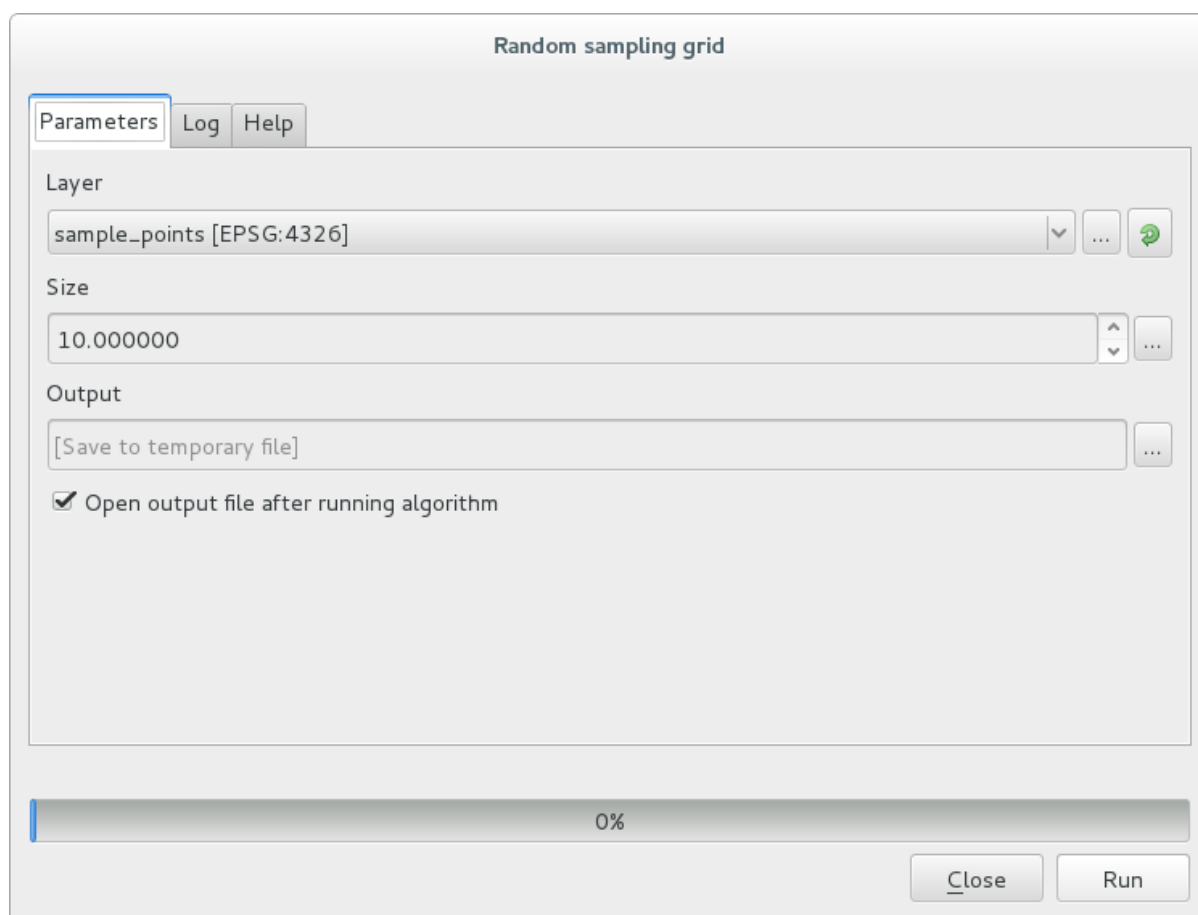 Random sampling grid
Parameters Log Help
Layer
sample_points [EPSG:4326] ...
Size
10.000000 ...
Output
[Save to temporary file] ...
Open output file after running algorithm
0%
Close Run